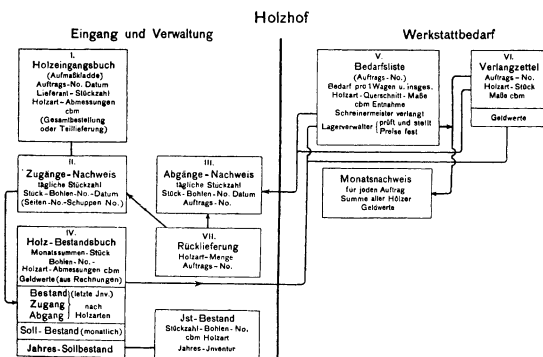 Holzhof
Eingang und Verwaltung
Werkstattbedarf
I.
Holzeingangsbuch
(Aufmaßkladde)
Auftrags-No. Datum
Lieferant-Stückzahl
Holzart-Abmessungen
cbm
(Gesamtbestellung
oder Teillieferung)
II.
Zugänge-Nachweis
tägliche Stückzahl
Stück-Bohlen-No.-Datum
(Seiten-No.-Schuppen No.)
III.
Abgänge-Nachweis
tägliche Stückzahl
Stück-Bohlen-No. Datum
Auftrags-No.
IV.
Holz-Bestandsbuch
Monatssummen-Stück
Bohlen-No.-
Holzart-Abmessungen cbm
Geldwerte (aus Rechnungen)
Bestand (letzte Jnv.)
Zugang nach
Abgang Holzarten
Soll-Bestand (monatlich)
Jahres-Sollbestand
VII.
Rücklieferung
Holzart-Menge
Auftrags-No.
Jst-Bestand
Stückzahl-Bohlen-No.
cbm Holzart
Jahres-Jnventur
V.
Bedarfsliste
(Auftrags-No.)
Bedarf pro 1 Wagen u. insges.
Holzart-Querschnitt-Maße
cbm Entnahme
Schreinermeister verlangt
Lagerverwalter { prüft und stellt
Preise fest
VI.
Verlangzettel
Auftrags-No.
Holzart-Stück
Maße cbm
Geldwerte
Monatsnachweis
für jeden Auftrag
Summe aller Hölzer
Geldwerte